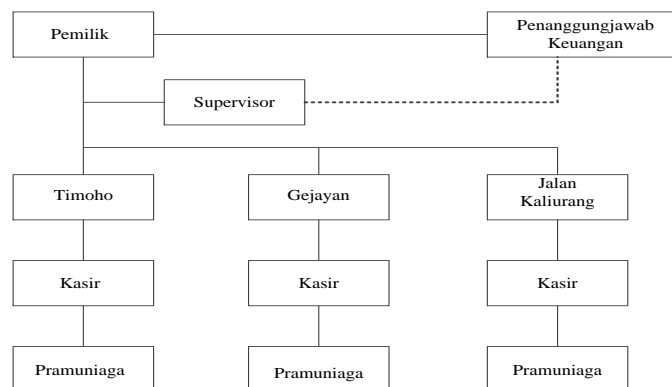 Pemilik
Penanggungjawab
Keuangan
Supervisor
Timoho
Gejayan
Jalan
Kaliurang
Kasir
Kasir
Kasir
Pramuniaga
Pramuniaga
Pramuniaga